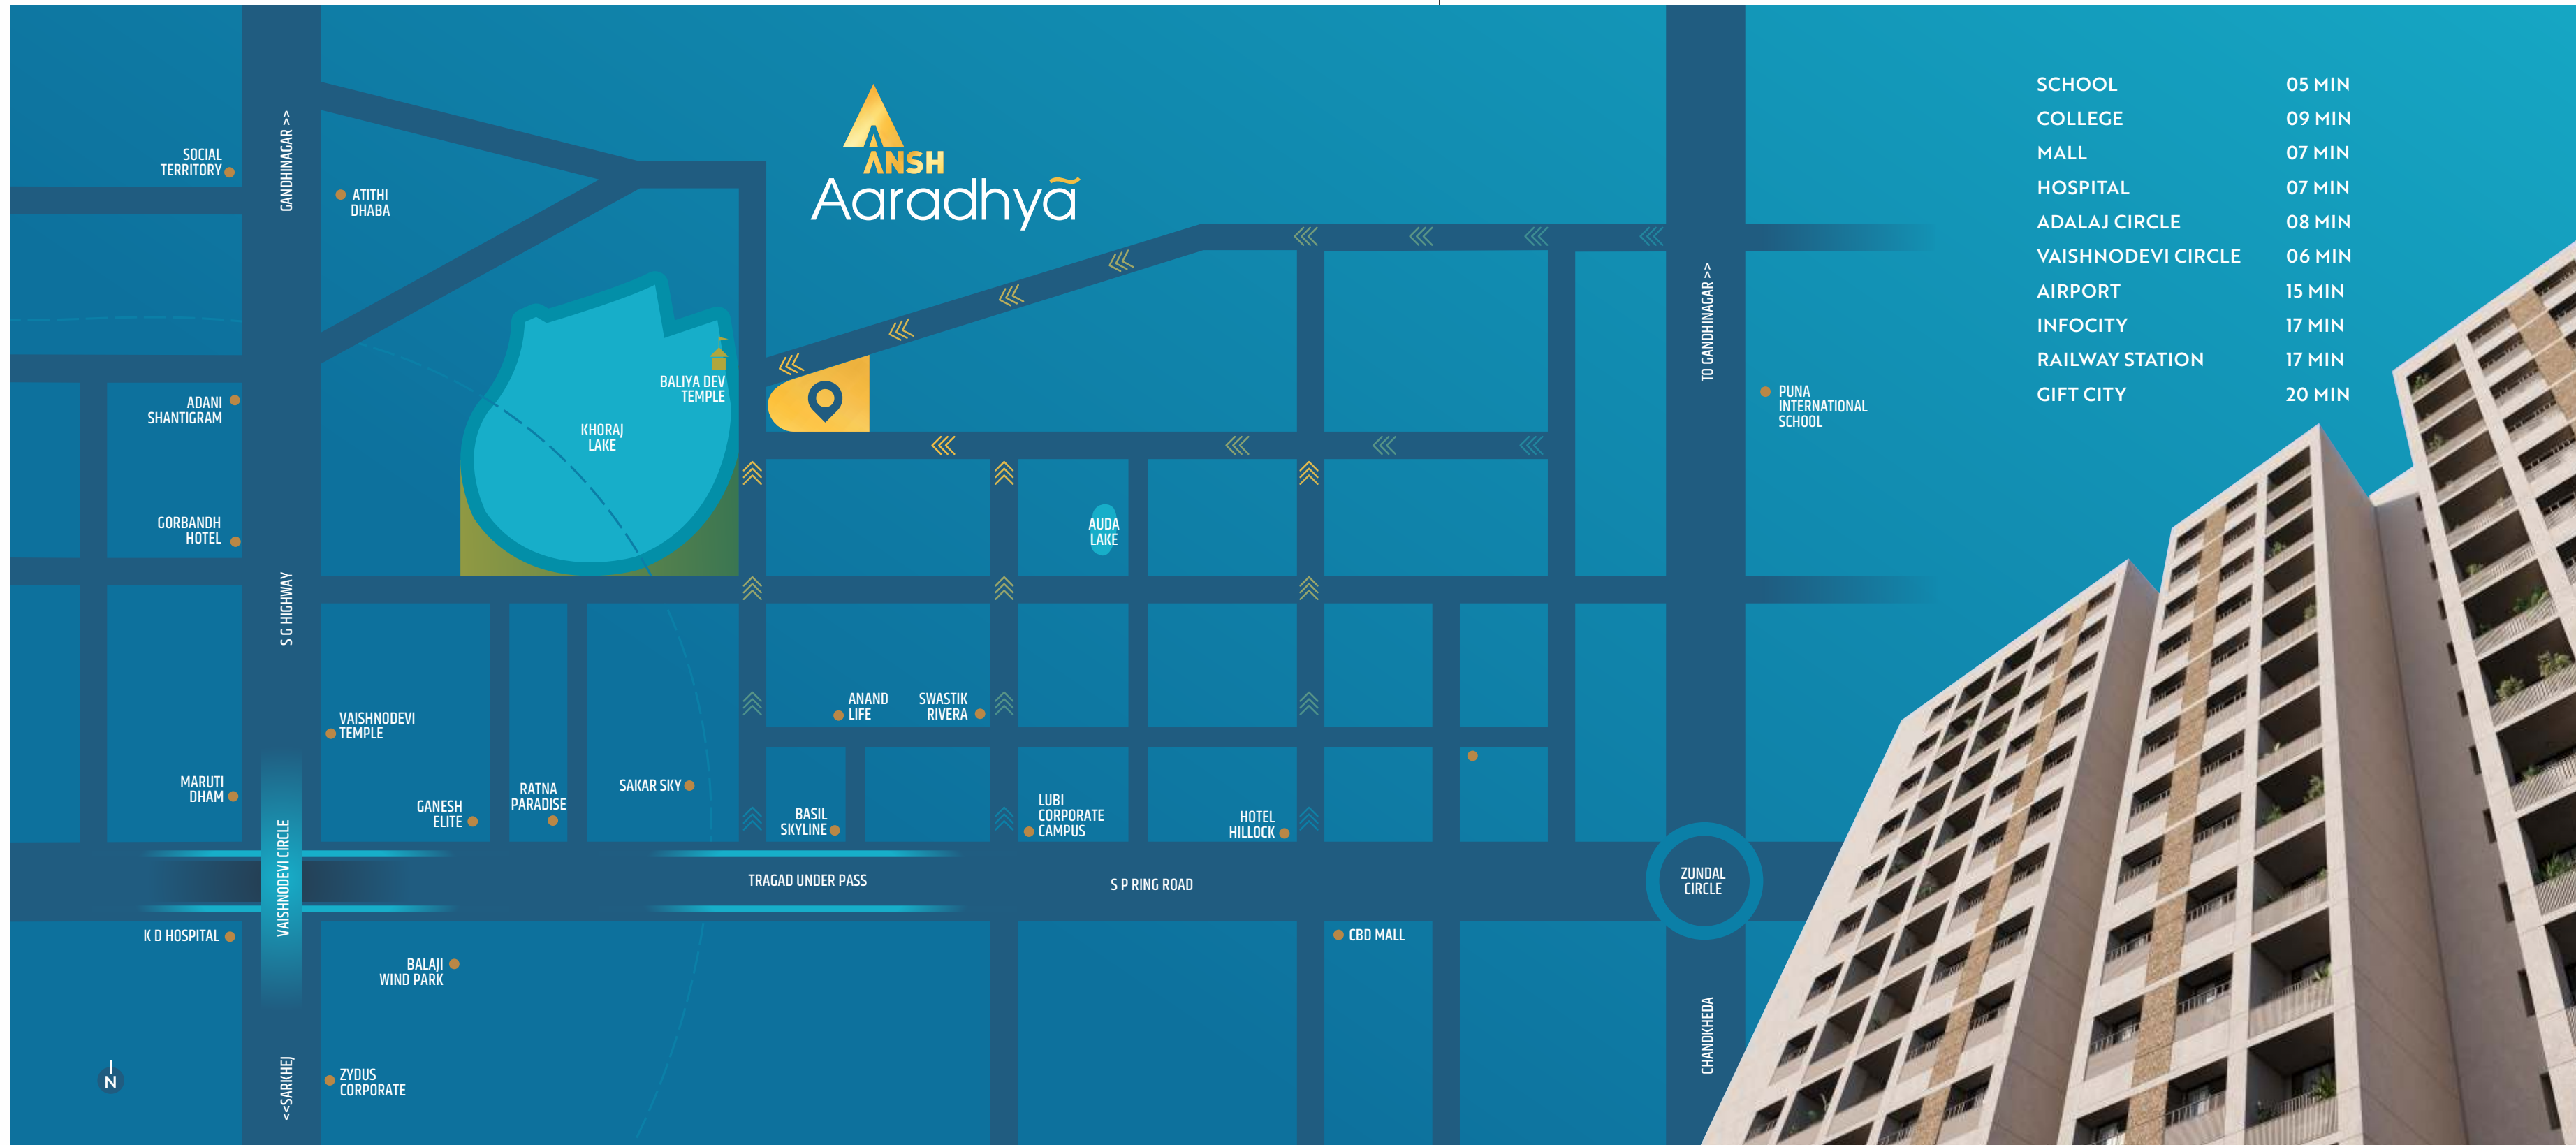 ANSH
Aaradhya
SCHOOL 05 MIN
COLLEGE 09 MIN
MALL 07 MIN
HOSPITAL 07 MIN
ADALAJ CIRCLE 08 MIN
VAISHNODEVI CIRCLE 06 MIN
AIRPORT 15 MIN
INFOCITY 17 MIN
RAILWAY STATION 17 MIN
GIFT CITY 20 MIN
SOCIAL
TERRITORY
GANDHINAGAR >>
ATITHI
DHABA
TO GANDHINAGAR >>
BALIYA DEV
TEMPLE
PUNA
INTERNATIONAL
SCHOOL
ADANI
SHANTIGRAM
KHORAJ
LAKE
GORBANDH
HOTEL
AUDA
LAKE
S G HIGHWAY
VAISHNODEVI
TEMPLE
ANAND
LIFE
SWASTIK
RIVERA
MARUTI
DHAM
GANESH
ELITE
RATNA
PARADISE
SAKAR SKY
BASIL
SKYLINE
LUBI
CORPORATE
CAMPUS
HOTEL
HILLOCK
VAISHNODEVI CIRCLE
TRAGAD UNDER PASS
S P RING ROAD
ZUNDAL
CIRCLE
K D HOSPITAL
CBD MALL
BALAJI
WIND PARK
CHANDKHEDA
N
<<SARKHEJ
ZYDUS
CORPORATE